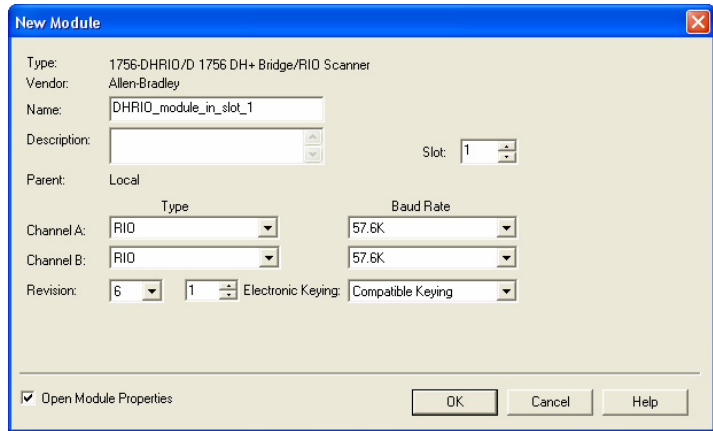 New Module
Type: 1756-DHRIO/D 1756 DH+ Bridge/RIO Scanner
Vendor: Allen-Bradley
Name: DHRIO_module_in_slot_1
Description:
Slot: 1
Parent: Local
Type Baud Rate
Channel A: RIO 57.6K
Channel B: RIO 57.6K
Revision: 6 1 Electronic Keying: Compatible Keying
Open Module Properties OK Cancel Help